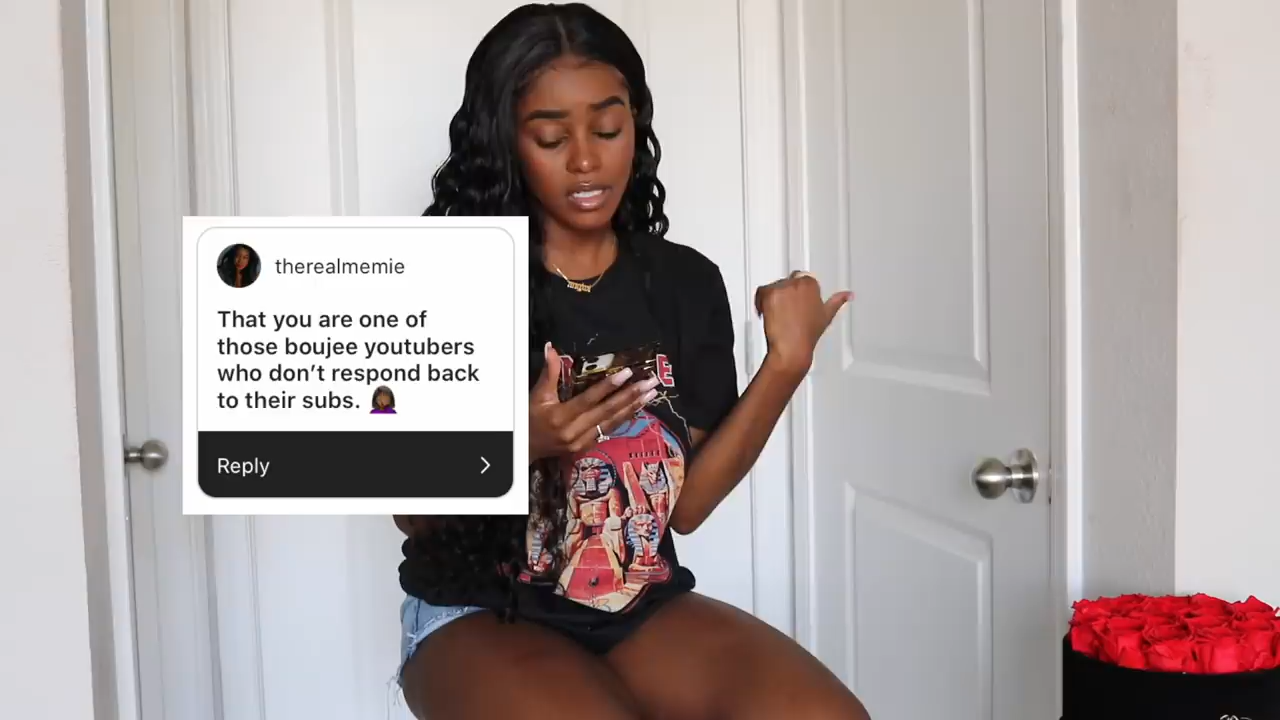 therealmemie
That you are one of
those boujee youtubers
who don’t respond back
to their subs. 🤦🏾‍♀️
Reply